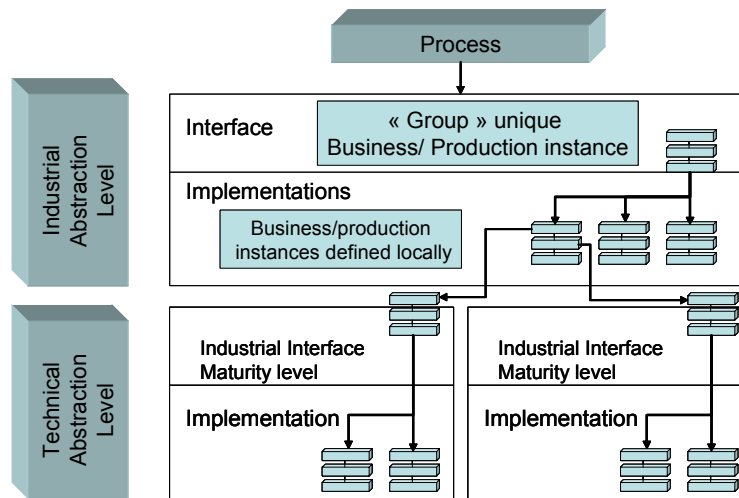 Process
Industrial
Abstraction
Level
Interface
« Group » unique
Business/ Production instance
Implementations
Business/production
instances defined locally
Technical
Abstraction
Level
Industrial Interface
Maturity level
Implementation
Industrial Interface
Maturity level
Implementation